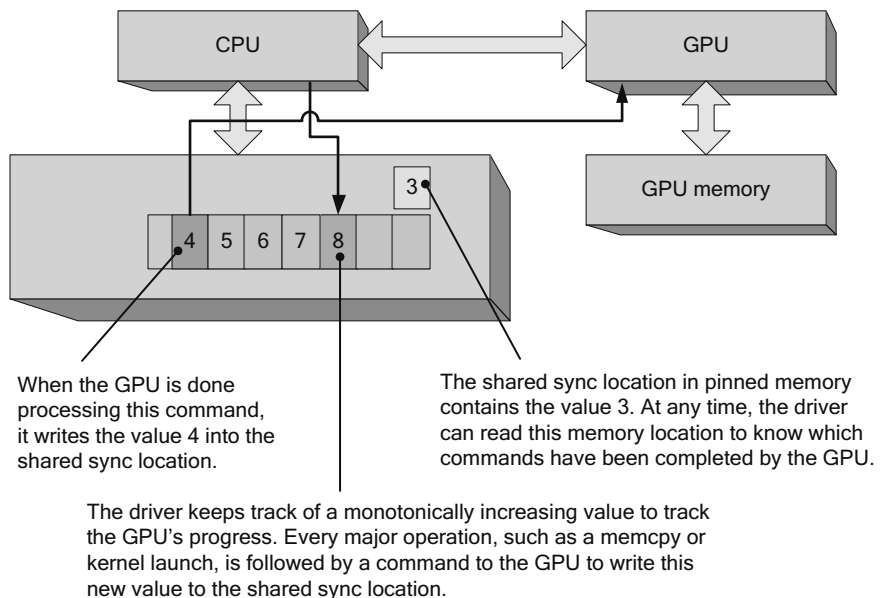 CPU
GPU
GPU memory
3
4 5 6 7 8
When the GPU is done
processing this command,
it writes the value 4 into the
shared sync location.
The shared sync location in pinned memory
contains the value 3. At any time, the driver
can read this memory location to know which
commands have been completed by the GPU.
The driver keeps track of a monotonically increasing value to track
the GPU’s progress. Every major operation, such as a memcpy or
kernel launch, is followed by a command to the GPU to write this
new value to the shared sync location.